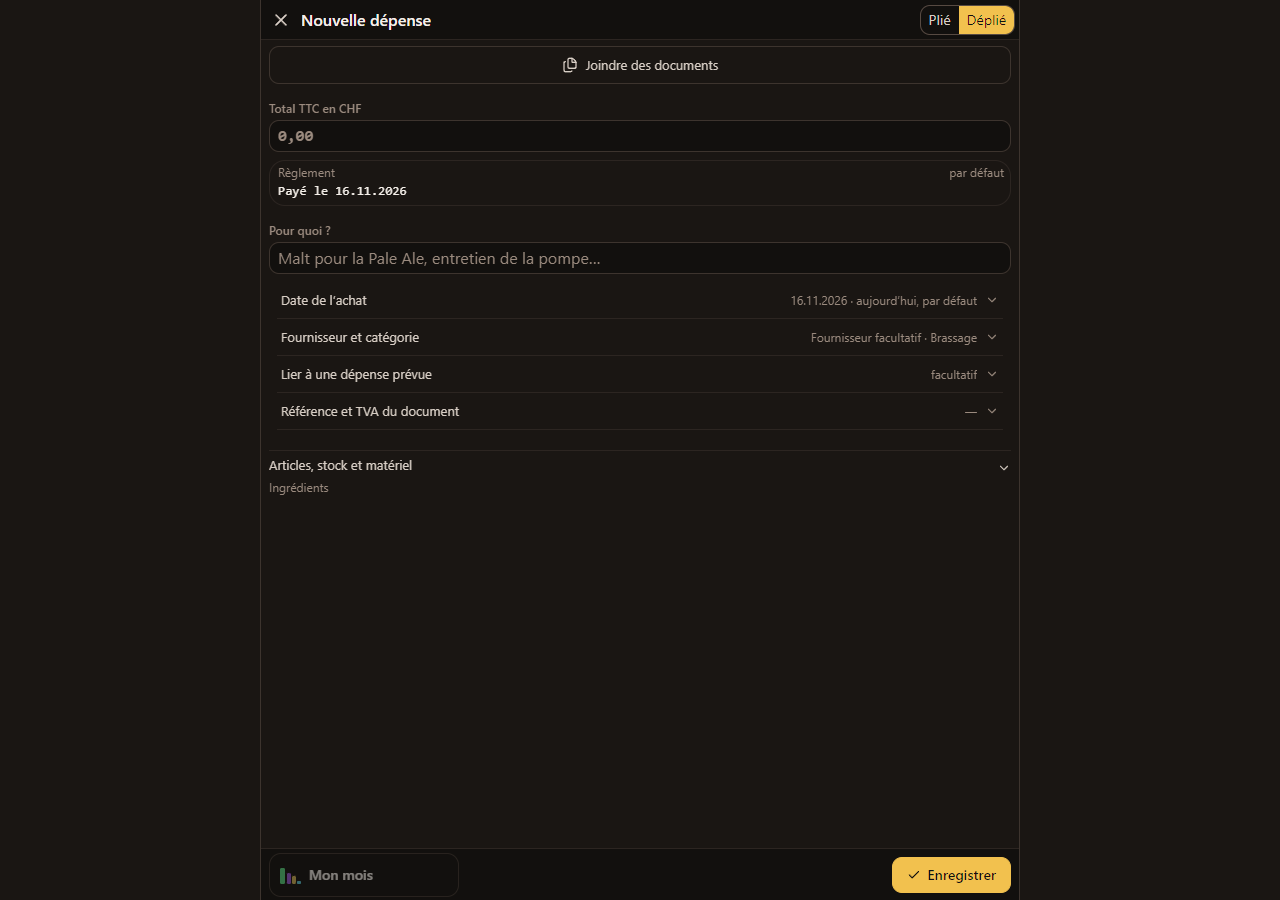 Nouvelle dépense
Plié Déplié
Joindre des documents
Total TTC en CHF
0,00
Règlement par défaut
Payé le 16.11.2026
Pour quoi ?
Malt pour la Pale Ale, entretien de la pompe...
Date de l'achat 16.11.2026 · aujourd'hui, par défaut
Fournisseur et catégorie Fournisseur facultatif · Brassage
Lier à une dépense prévue facultatif
Référence et TVA du document —
Articles, stock et matériel
Ingrédients
Mon mois Enregistrer